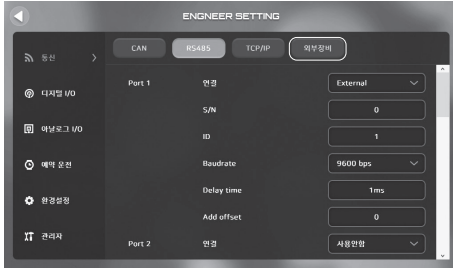 ENGNEER SETTING
통신
디지털 I/O
아날로그 I/O
예약 운전
환경설정
관리자
CAN RS485 TCP/IP 외부장비
Port 1 연결 External
S/N 0
ID 1
Baudrate 9600 bps
Delay time 1ms
Add offset 0
Port 2 연결 사용안함